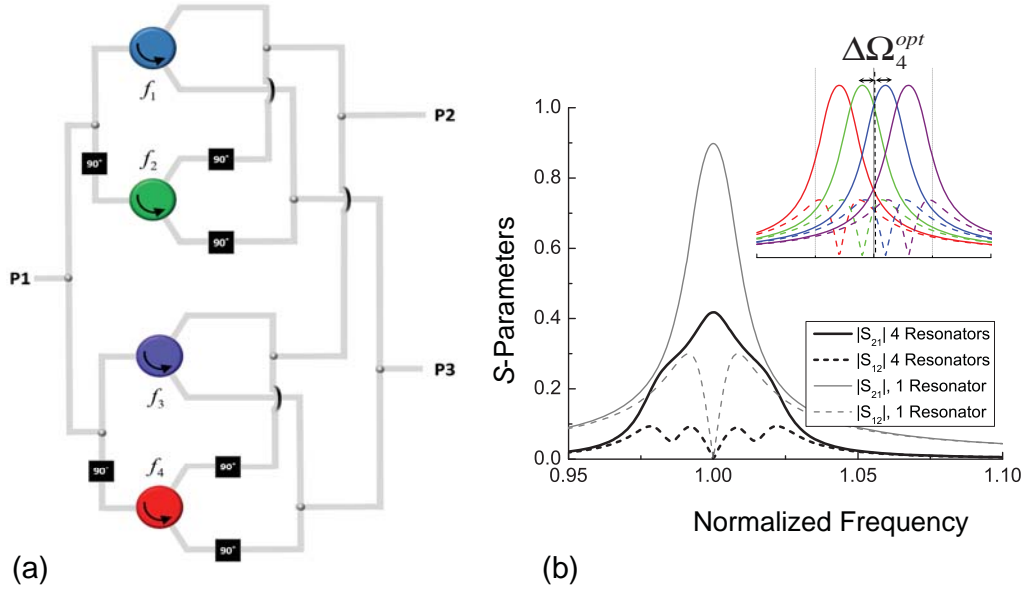 f1
90°
f2
90°
90°
P1
P2
P3
f3
90°
f4
90°
90°
(a)
ΔΩ4^opt
S-Parameters
1.0
0.8
0.6
0.4
0.2
0.0
|S21| 4 Resonators
|S12| 4 Resonators
|S21|, 1 Resonator
|S12|, 1 Resonator
0.95
1.00
1.05
1.10
Normalized Frequency
(b)